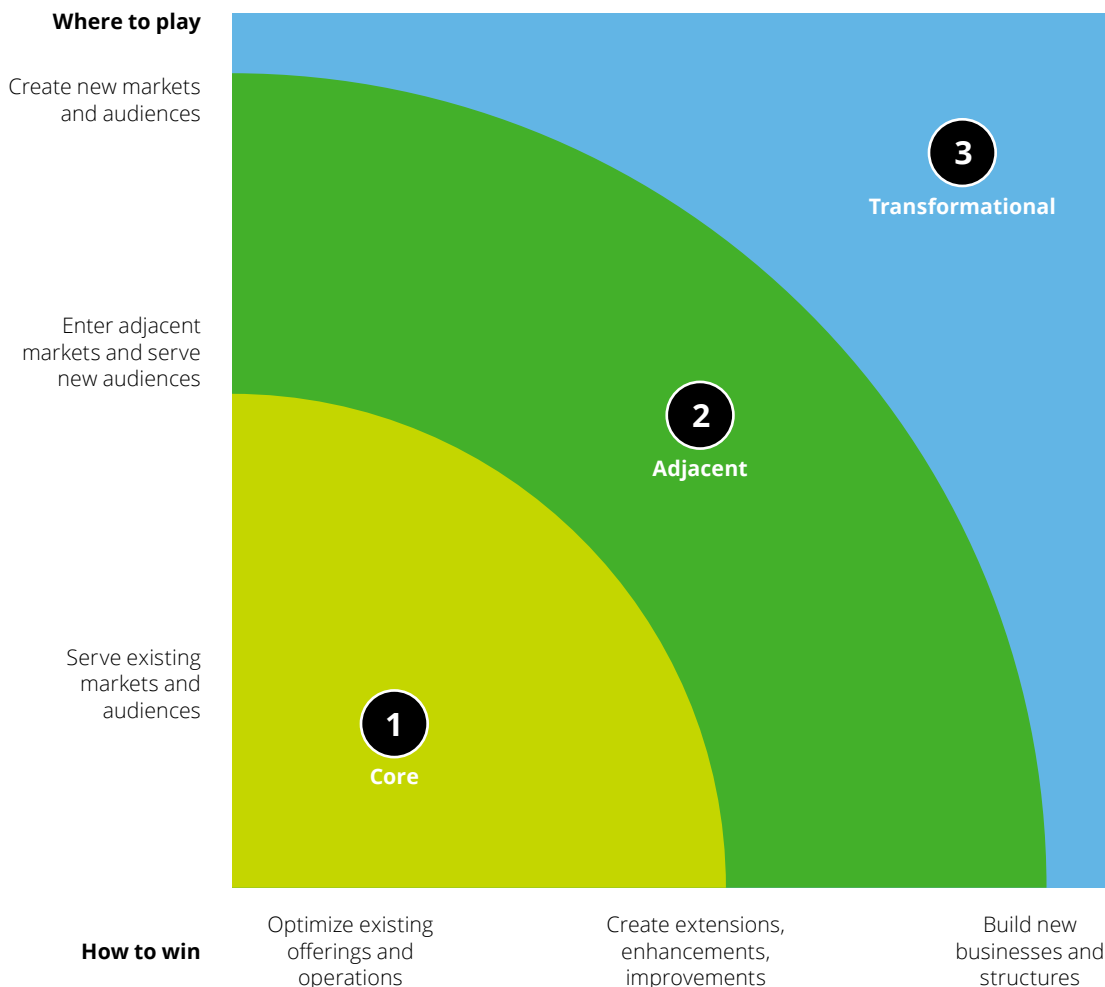 Where to play
Create new markets
and audiences
3
Transformational
Enter adjacent
markets and serve
new audiences
2
Adjacent
Serve existing
markets and
audiences
1
Core
How to win
Optimize existing
offerings and
operations
Create extensions,
enhancements,
improvements
Build new
businesses and
structures